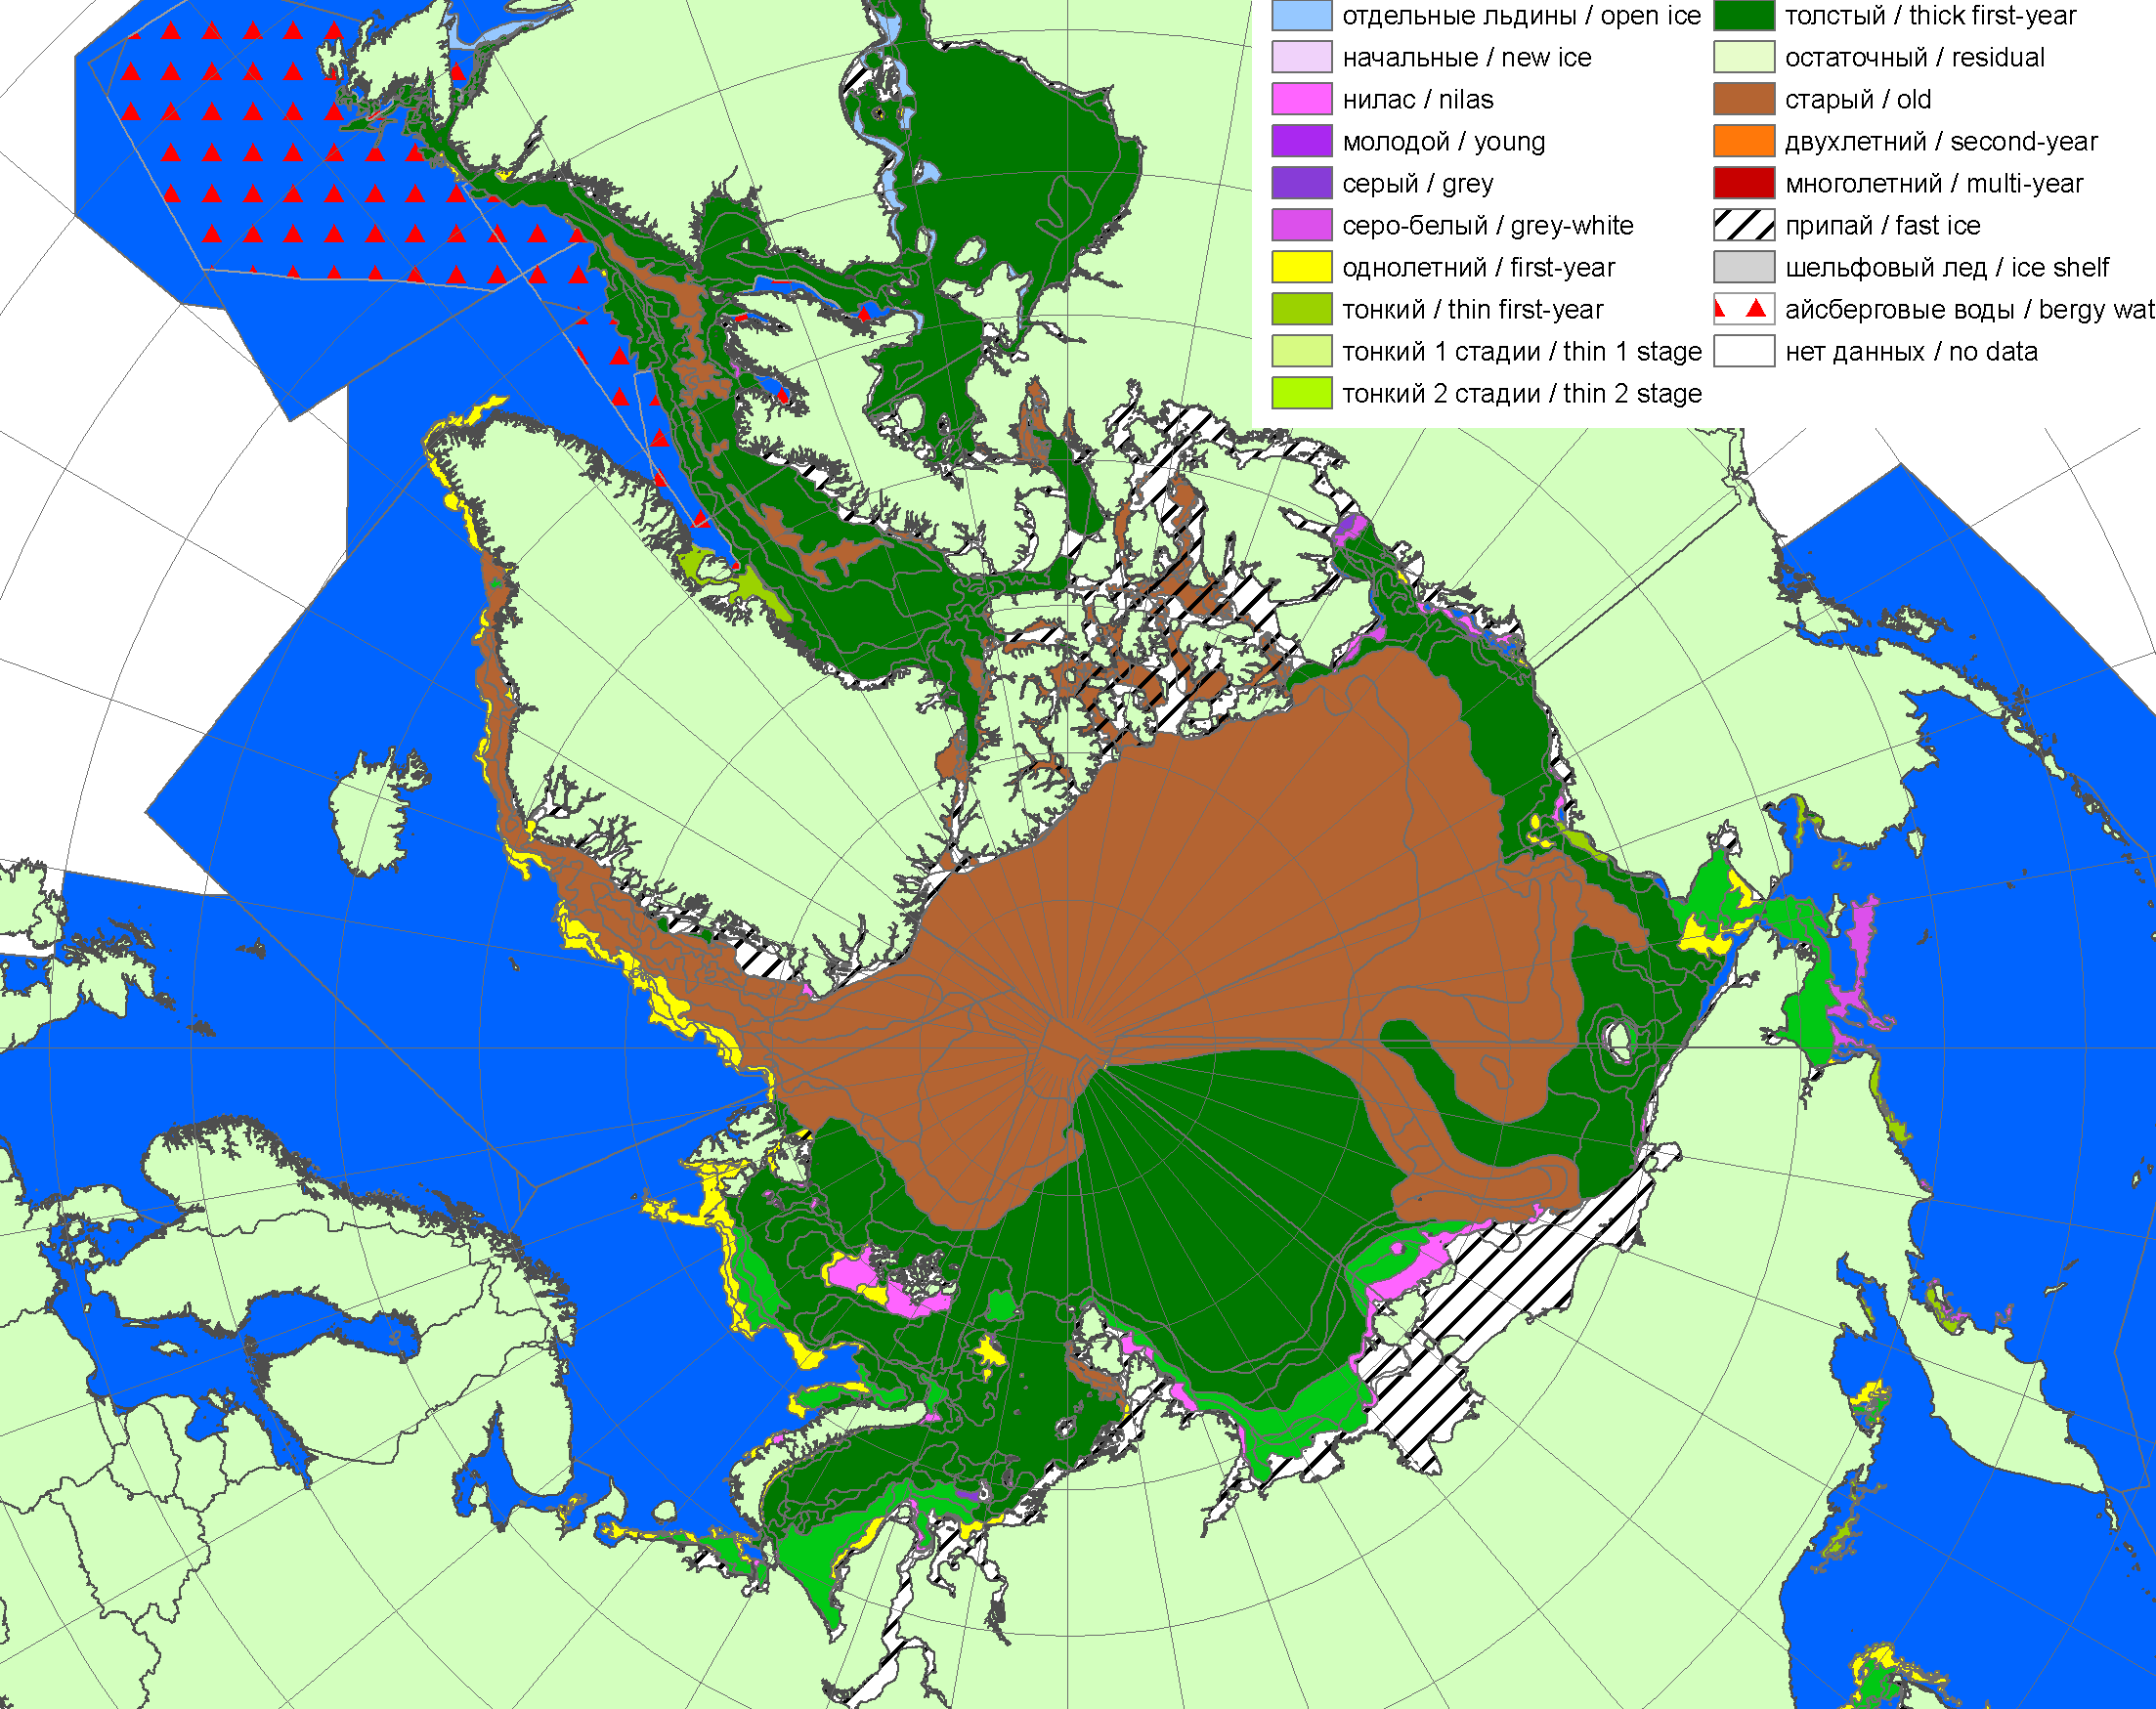 отдельные льдины / open ice
начальные / new ice
нилас / nilas
молодой / young
серый / grey
серо-белый / grey-white
однолетний / first-year
тонкий / thin first-year
тонкий 1 стадии / thin 1 stage
тонкий 2 стадии / thin 2 stage
толстый / thick first-year
остаточный / residual
старый / old
двухлетний / second-year
многолетний / multi-year
припай / fast ice
шельфовый лед / ice shelf
айсберговые воды / bergy wat
нет данных / no data